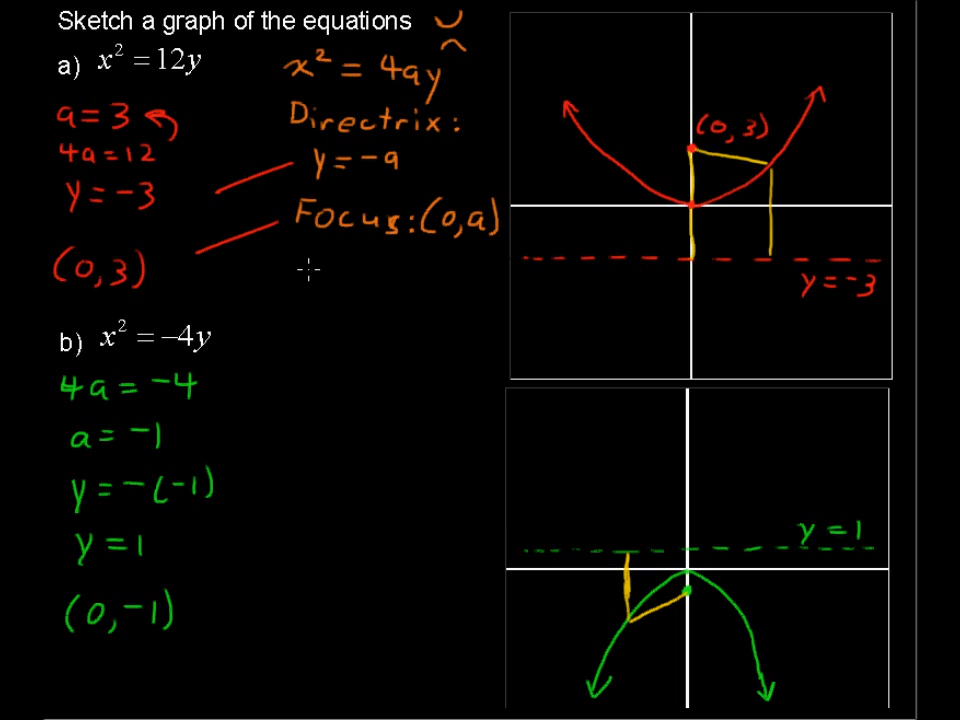 Sketch a graph of the equations
a) x² = 12y
x² = 4ay
a = 3
4a = 12
y = -3
(0, 3)
Directrix:
y = -a
Focus: (0, a)
(0, 3)
y = -3
b) x² = -4y
4a = -4
a = -1
y = -(-1)
y = 1
(0, -1)
y = 1